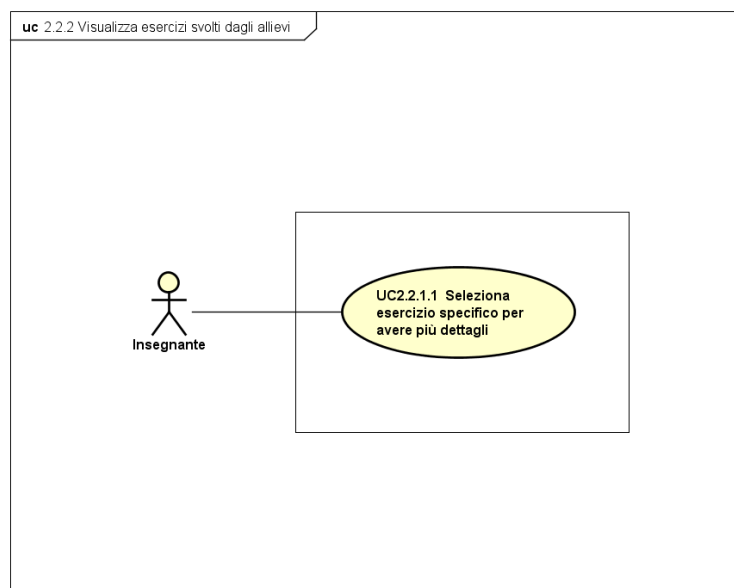 uc 2.2.2 Visualizza esercizi svolti dagli allievi
UC2.2.1.1 Seleziona
esercizio specifico per
avere più dettagli
Insegnante